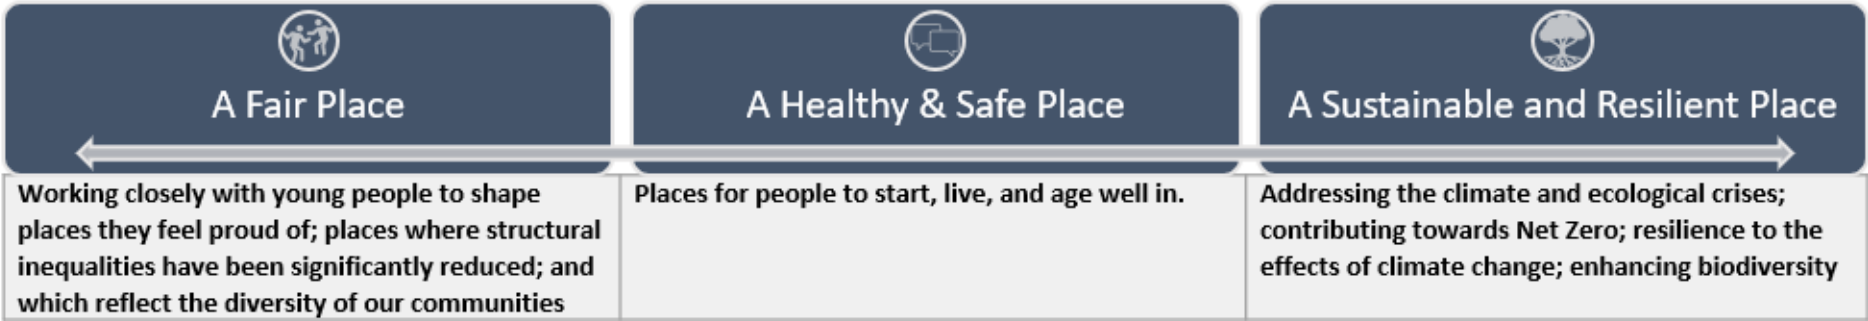 A Fair Place
A Healthy & Safe Place
A Sustainable and Resilient Place
Working closely with young people to shape
places they feel proud of; places where structural
inequalities have been significantly reduced; and
which reflect the diversity of our communities
Places for people to start, live, and age well in.
Addressing the climate and ecological crises;
contributing towards Net Zero; resilience to the
effects of climate change; enhancing biodiversity